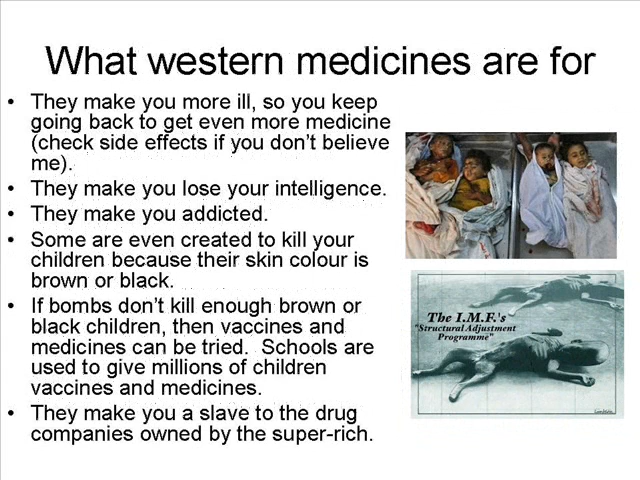 What western medicines are for
• They make you more ill, so you keep
going back to get even more medicine
(check side effects if you don't believe
me).
• They make you lose your intelligence.
• They make you addicted.
• Some are even created to kill your
children because their skin colour is
brown or black.
• If bombs don't kill enough brown or
black children, then vaccines and
medicines can be tried.  Schools are
used to give millions of children
vaccines and medicines.
• They make you a slave to the drug
companies owned by the super-rich.
The I.M.F.'s
"Structural Adjustment
Programme"